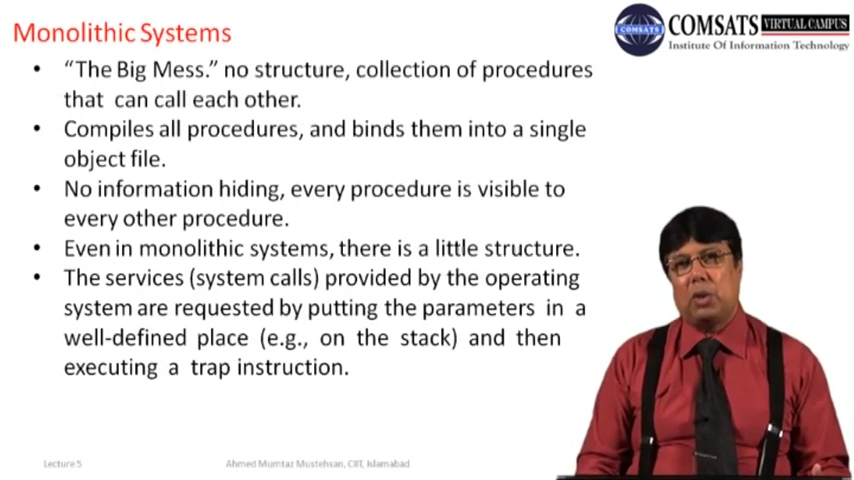 Monolithic Systems
COMSATS VIRTUAL CAMPUS
Institute Of Information Technology
COMSATS
• “The Big Mess.” no structure, collection of procedures
that can call each other.
• Compiles all procedures, and binds them into a single
object file.
• No information hiding, every procedure is visible to
every other procedure.
• Even in monolithic systems, there is a little structure.
• The services (system calls) provided by the operating
system are requested by putting the parameters in a
well-defined place (e.g., on the stack) and then
executing a trap instruction.
Lecture 5
Ahmed Mumtaz Mustehsan, CIIT, Islamabad